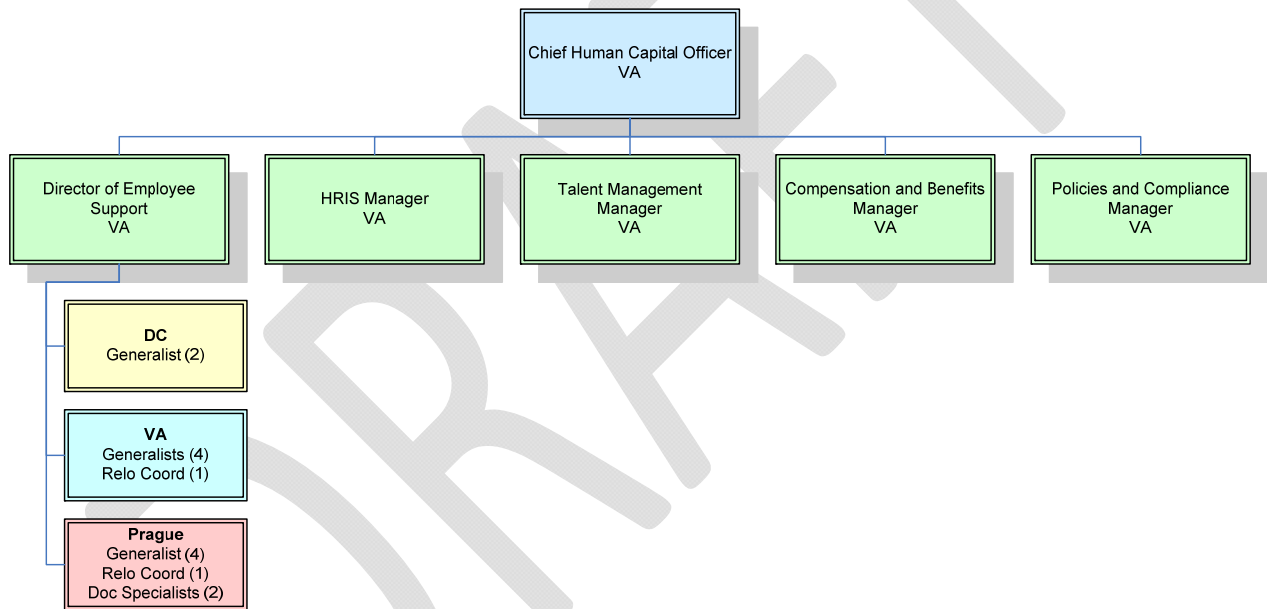 Chief Human Capital Officer
VA
Director of Employee
Support
VA
HRIS Manager
VA
Talent Management
Manager
VA
Compensation and Benefits
Manager
VA
Policies and Compliance
Manager
VA
DC
Generalist (2)
VA
Generalists (4)
Relo Coord (1)
Prague
Generalist (4)
Relo Coord (1)
Doc Specialists (2)
DRAFT